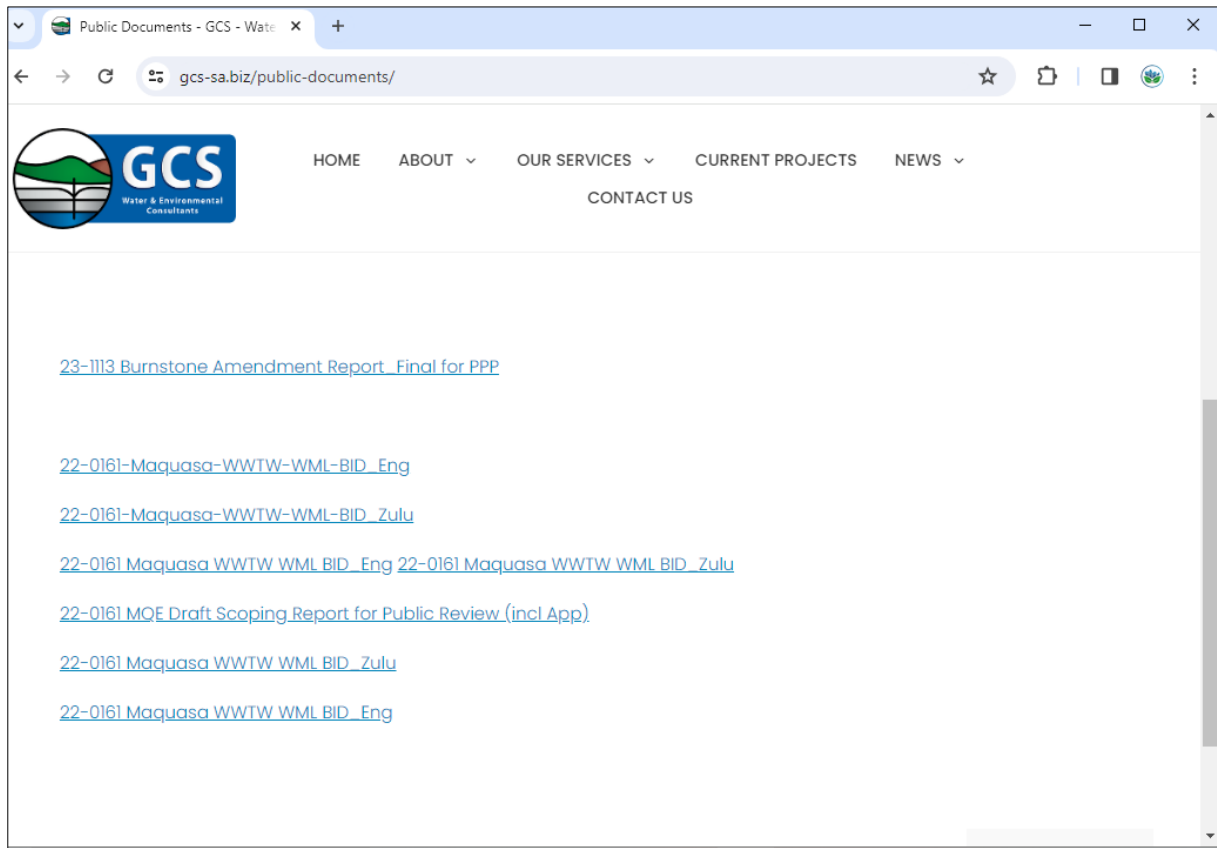 Public Documents - GCS - Wate
gcs-sa.biz/public-documents/
GCS
Water & Environmental
Consultants
HOME ABOUT OUR SERVICES CURRENT PROJECTS NEWS
CONTACT US
23-1113 Burnstone Amendment Report_Final for PPP
22-0161-Maquasa-WWTW-WML-BID_Eng
22-0161-Maquasa-WWTW-WML-BID_Zulu
22-0161 Maquasa WWTW WML BID_Eng 22-0161 Maquasa WWTW WML BID_Zulu
22-0161 MQE Draft Scoping Report for Public Review (incl App)
22-0161 Maquasa WWTW WML BID_Zulu
22-0161 Maquasa WWTW WML BID_Eng